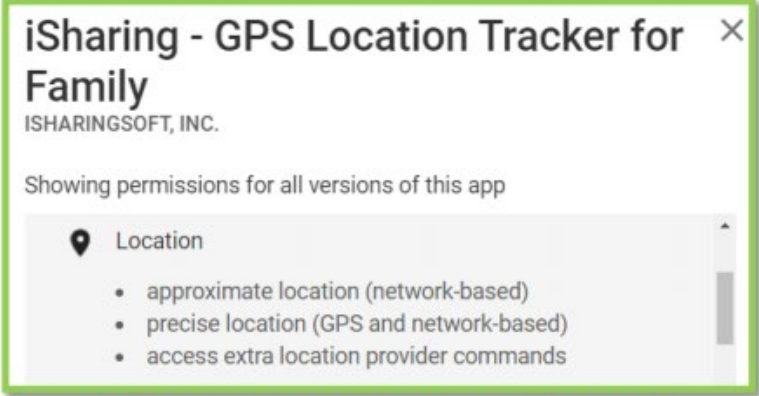 iSharing - GPS Location Tracker for
Family
ISHARINGSOFT, INC.
Showing permissions for all versions of this app
Location
• approximate location (network-based)
• precise location (GPS and network-based)
• access extra location provider commands